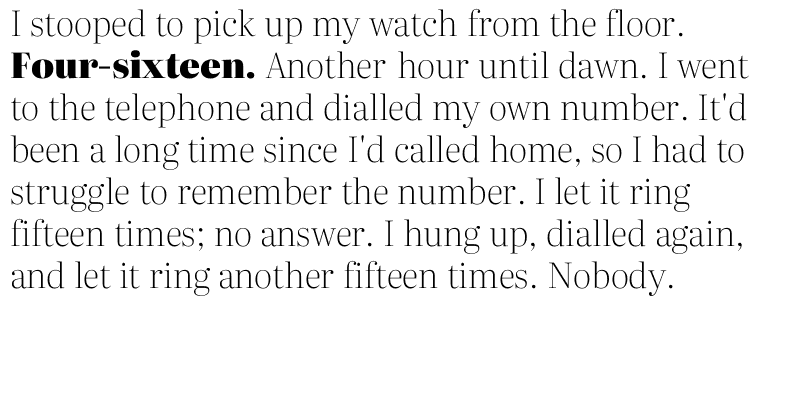 I stooped to pick up my watch from the floor.
Four-sixteen. Another hour until dawn. I went
to the telephone and dialled my own number. It'd
been a long time since I'd called home, so I had to
struggle to remember the number. I let it ring
fifteen times; no answer. I hung up, dialled again,
and let it ring another fifteen times. Nobody.